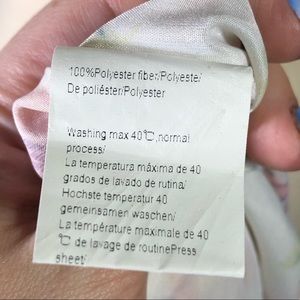 100%Polyester fiber/Polyeste/
De poliéster/Polyester
Washing max 40℃,normal
process/
La temperatura máxima de 40
grados de lavado de rutina/
Hochste temperatur 40
gemeinsamen waschen/
La température maximale de 40
℃ de lavage de routinePress
sheet/